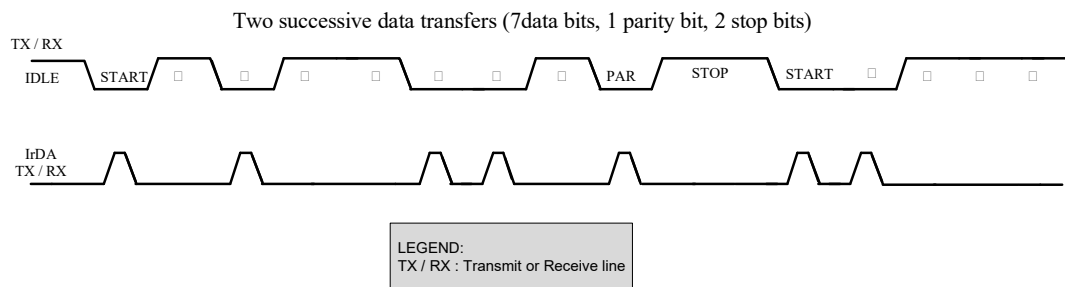 Two successive data transfers (7data bits, 1 parity bit, 2 stop bits)
TX / RX
IDLE
START
PAR
STOP
START
IrDA
TX / RX
LEGEND:
TX / RX : Transmit or Receive line